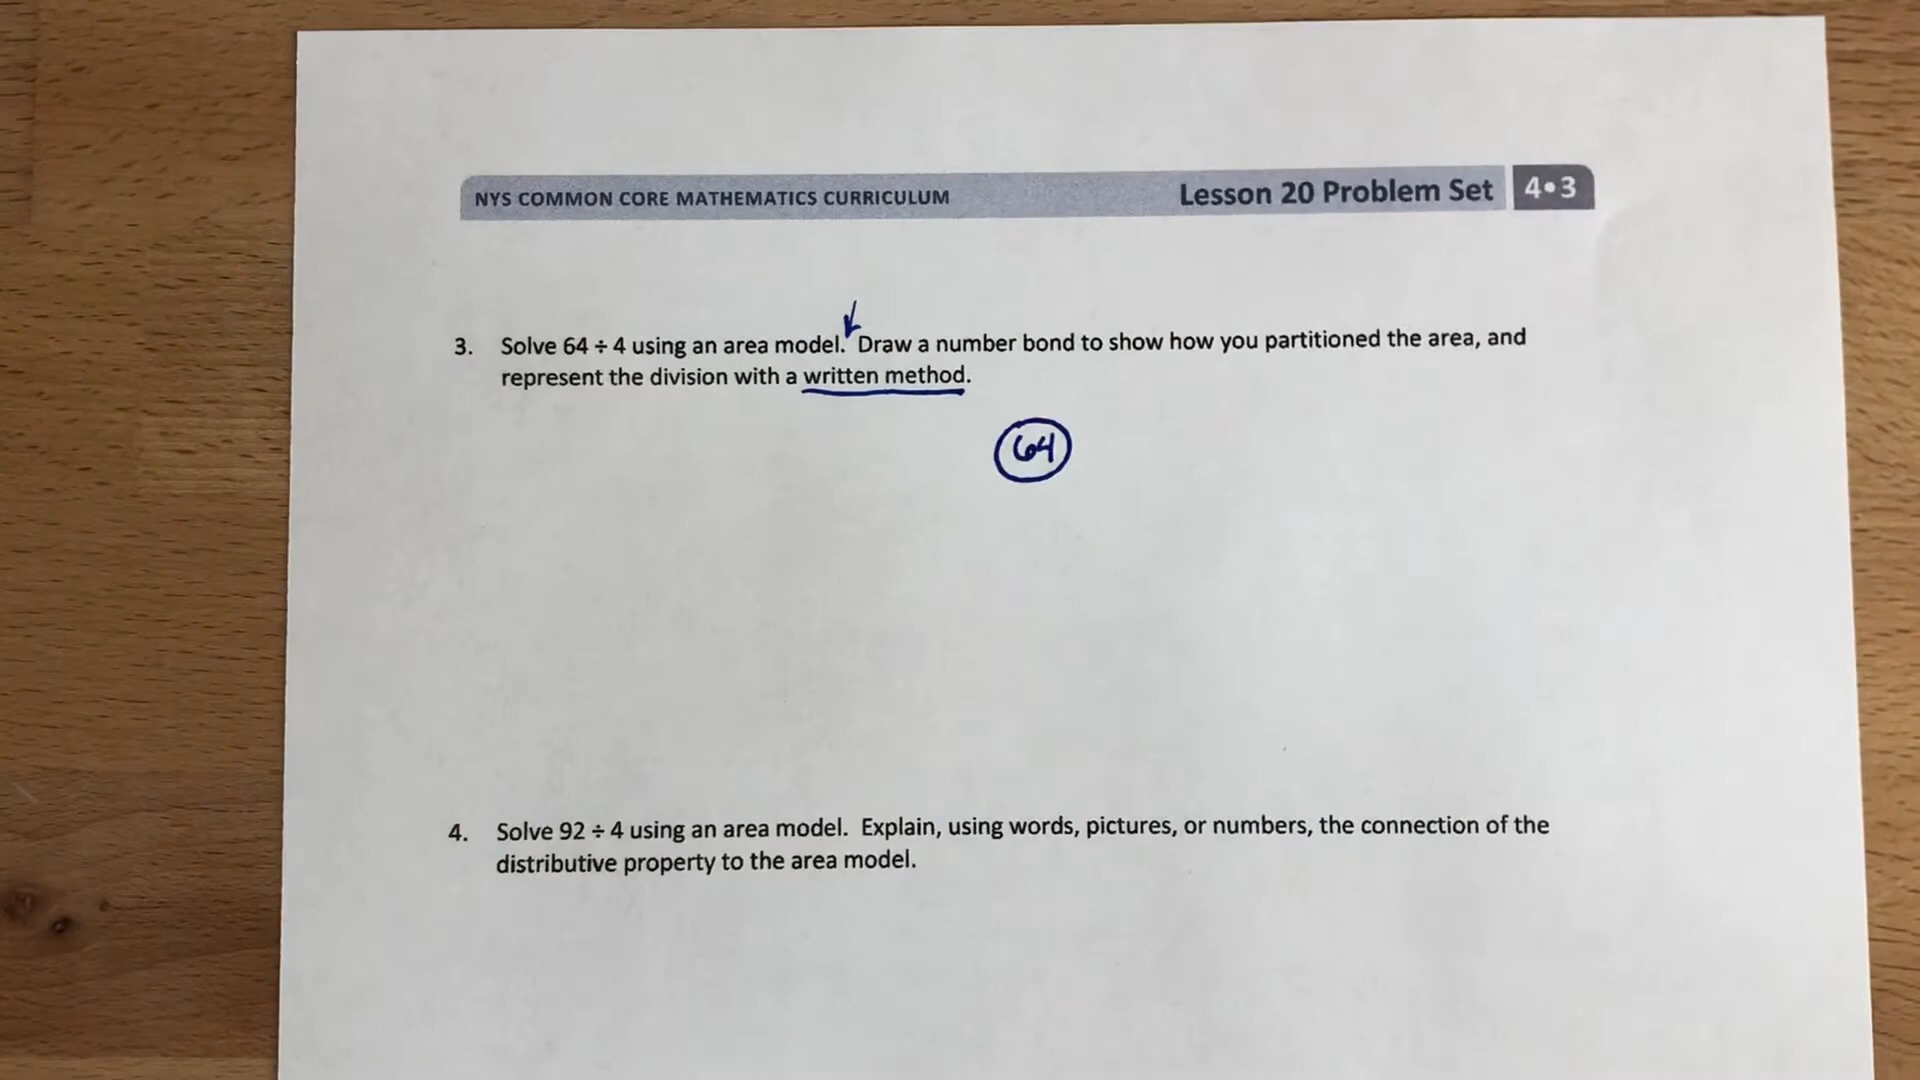 NYS COMMON CORE MATHEMATICS CURRICULUM
Lesson 20 Problem Set
4•3
3. Solve 64 ÷ 4 using an area model. Draw a number bond to show how you partitioned the area, and
represent the division with a written method.
64
4. Solve 92 ÷ 4 using an area model. Explain, using words, pictures, or numbers, the connection of the
distributive property to the area model.